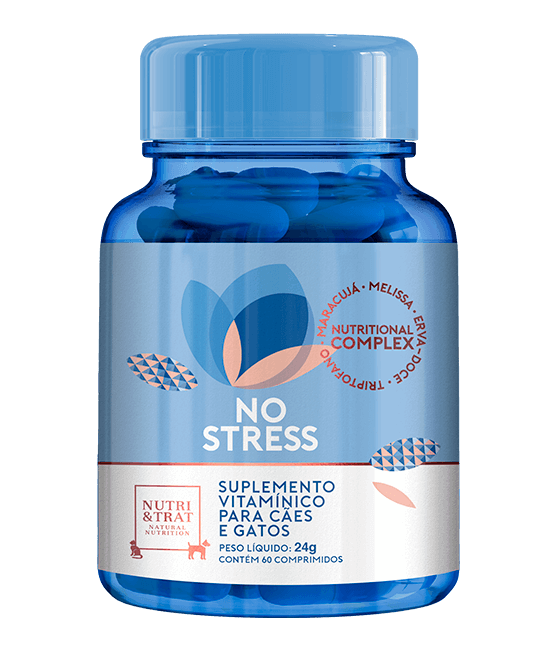 MARACUJÁ • MELISSA • ERVA-DOCE • TRIPTOFANO •
NUTRITIONAL
COMPLEX
NO
STRESS
NUTRI
&TRAT
NATURAL
NUTRITION
SUPLEMENTO
VITAMÍNICO
PARA CÃES
E GATOS
PESO LÍQUIDO: 24g
CONTÉM 60 COMPRIMIDOS